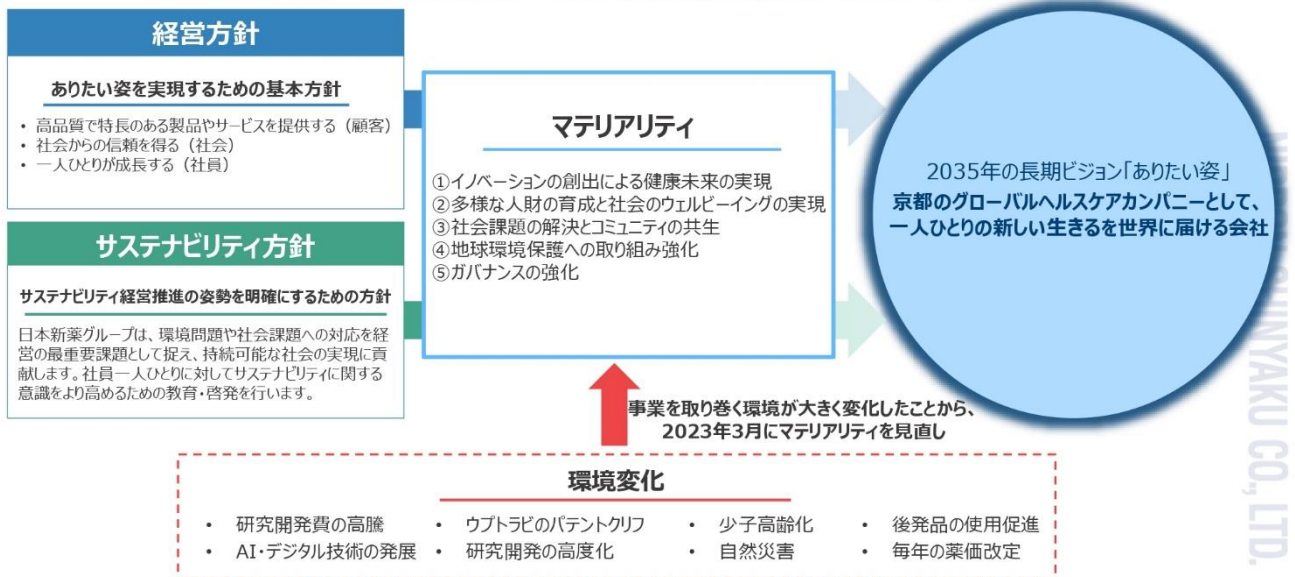 経営方針
ありたい姿を実現するための基本方針
• 高品質で特長のある製品やサービスを提供する（顧客）
• 社会からの信頼を得る（社会）
• 一人ひとりが成長する（社員）
サステナビリティ方針
サステナビリティ経営推進の姿勢を明確にするための方針
日本新薬グループは、環境問題や社会課題への対応を経
営の最重要課題として捉え、持続可能な社会の実現に貢
献します。社員一人ひとりに対してサステナビリティに関する
意識をより高めるための教育・啓発を行います。
マテリアリティ
①イノベーションの創出による健康未来の実現
②多様な人財の育成と社会のウェルビーイングの実現
③社会課題の解決とコミュニティの共生
④地球環境保護への取り組み強化
⑤ガバナンスの強化
2035年の長期ビジョン「ありたい姿」
京都のグローバルヘルスケアカンパニーとして、
一人ひとりの新しい生きるを世界に届ける会社
事業を取り巻く環境が大きく変化したことから、
2023年3月にマテリアリティを見直し
環境変化
• 研究開発費の高騰
• AI・デジタル技術の発展
• ウプトラビのパテントクリフ
• 研究開発の高度化
• 少子高齢化
• 自然災害
• 後発品の使用促進
• 毎年の薬価改定
SHINYAKU CO., LTD.